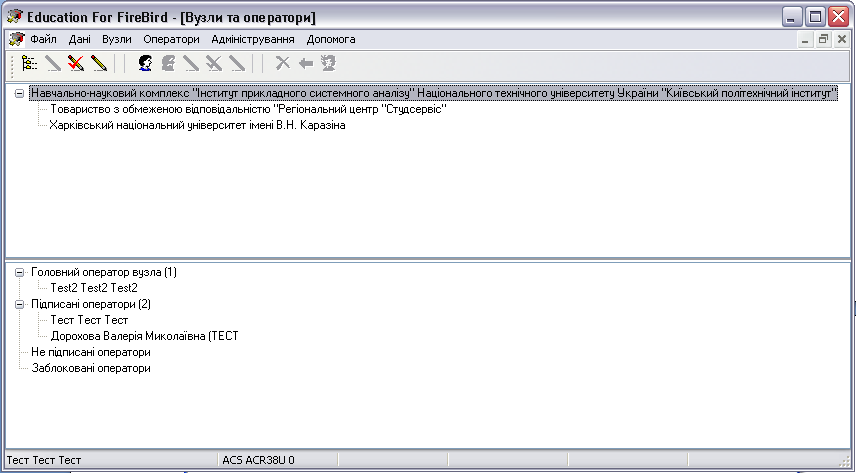 Education For FireBird - [Вузли та оператори]
Файл Дані Вузли Оператори Адміністрування Допомога
Навчально-науковий комплекс "Інститут прикладного системного аналізу" Національного технічного університету України "Київський політехнічний інститут"
Товариство з обмеженою відповідальністю "Регіональний центр "Студсервіс"
Харківський національний університет імені В.Н. Каразіна
Головний оператор вузла (1)
Test2 Test2 Test2
Підписані оператори (2)
Тест Тест Тест
Дорохова Валерія Миколаївна (ТЕСТ
Не підписані оператори
Заблоковані оператори
Тест Тест Тест ACS ACR38U 0